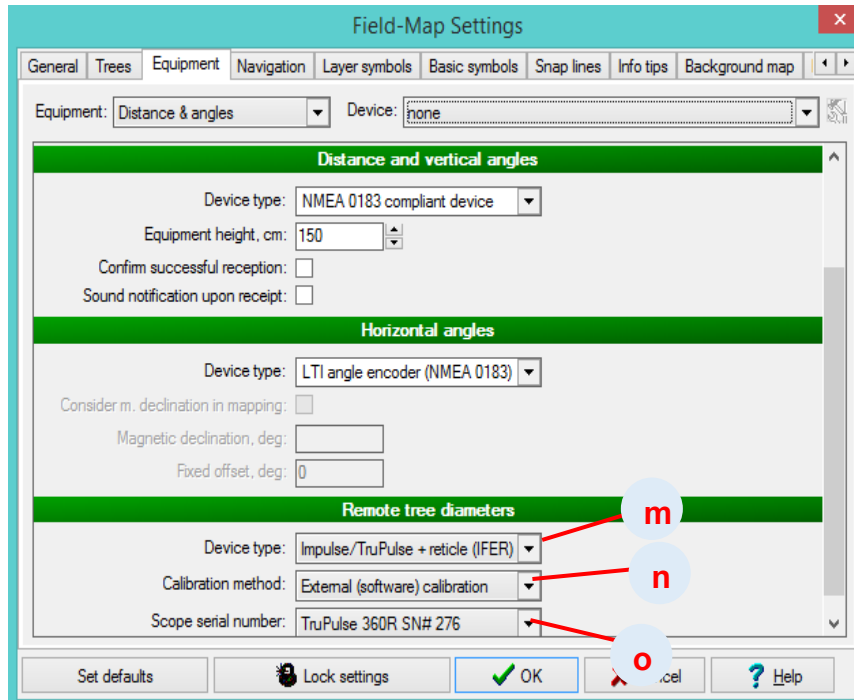 Field-Map Settings
General Trees Equipment Navigation Layer symbols Basic symbols Snap lines Info tips Background map
Equipment: Distance & angles Device: none
Distance and vertical angles
Device type: NMEA 0183 compliant device
Equipment height, cm: 150
Confirm successful reception:
Sound notification upon receipt:
Horizontal angles
Device type: LTI angle encoder (NMEA 0183)
Consider m. declination in mapping:
Magnetic declination, deg:
Fixed offset, deg: 0
Remote tree diameters
m
Device type: Impulse/TruPulse + reticle (IFER)
n
Calibration method: External (software) calibration
Scope serial number: TruPulse 360R SN# 276
o
Set defaults Lock settings OK Help